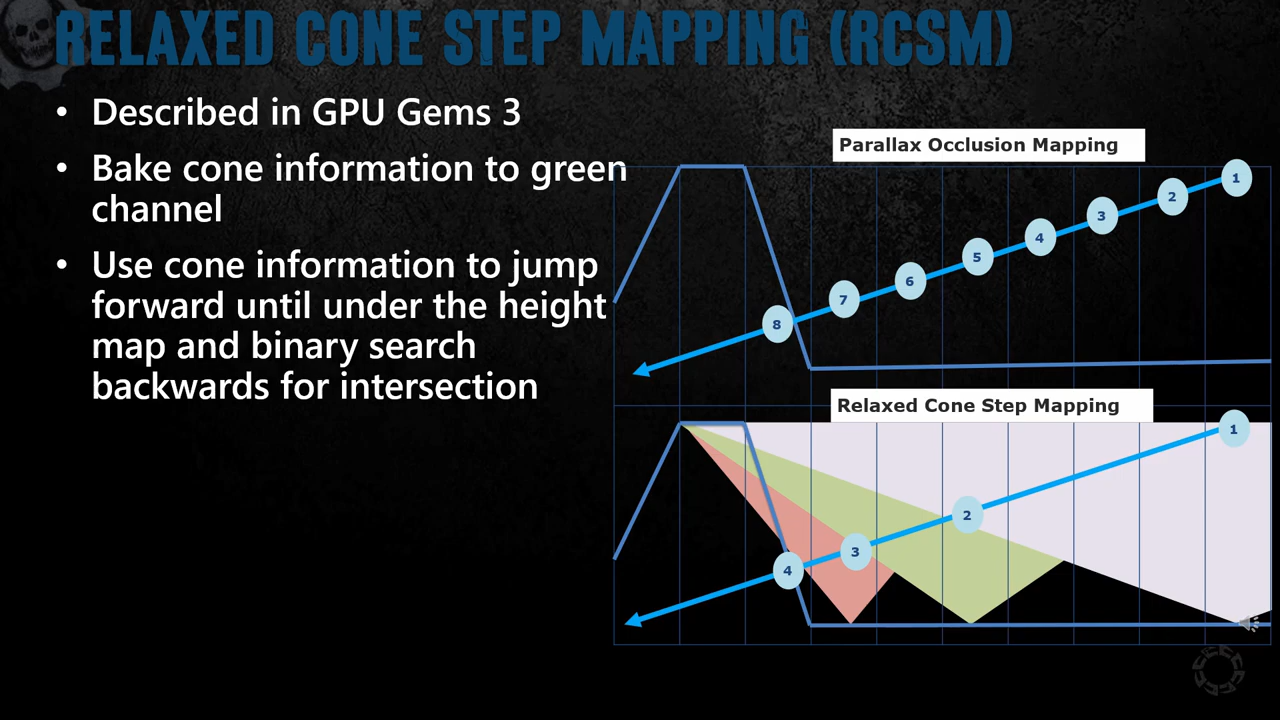 RELAXED CONE STEP MAPPING (RCSM)
• Described in GPU Gems 3
• Bake cone information to green
channel
• Use cone information to jump
forward until under the height
map and binary search
backwards for intersection
Parallax Occlusion Mapping
1
2
3
4
5
6
7
8
Relaxed Cone Step Mapping
1
2
3
4